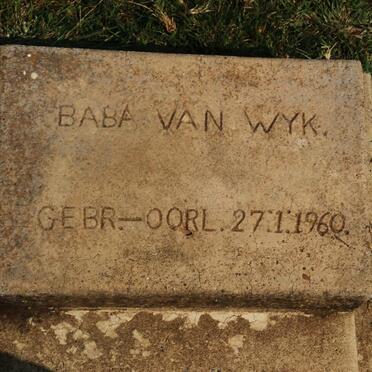 BABA VAN WYK.
GEBR.—OORL. 27.1.1960.